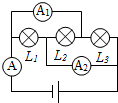 A₁
L₁ L₂ L₃
A A₂